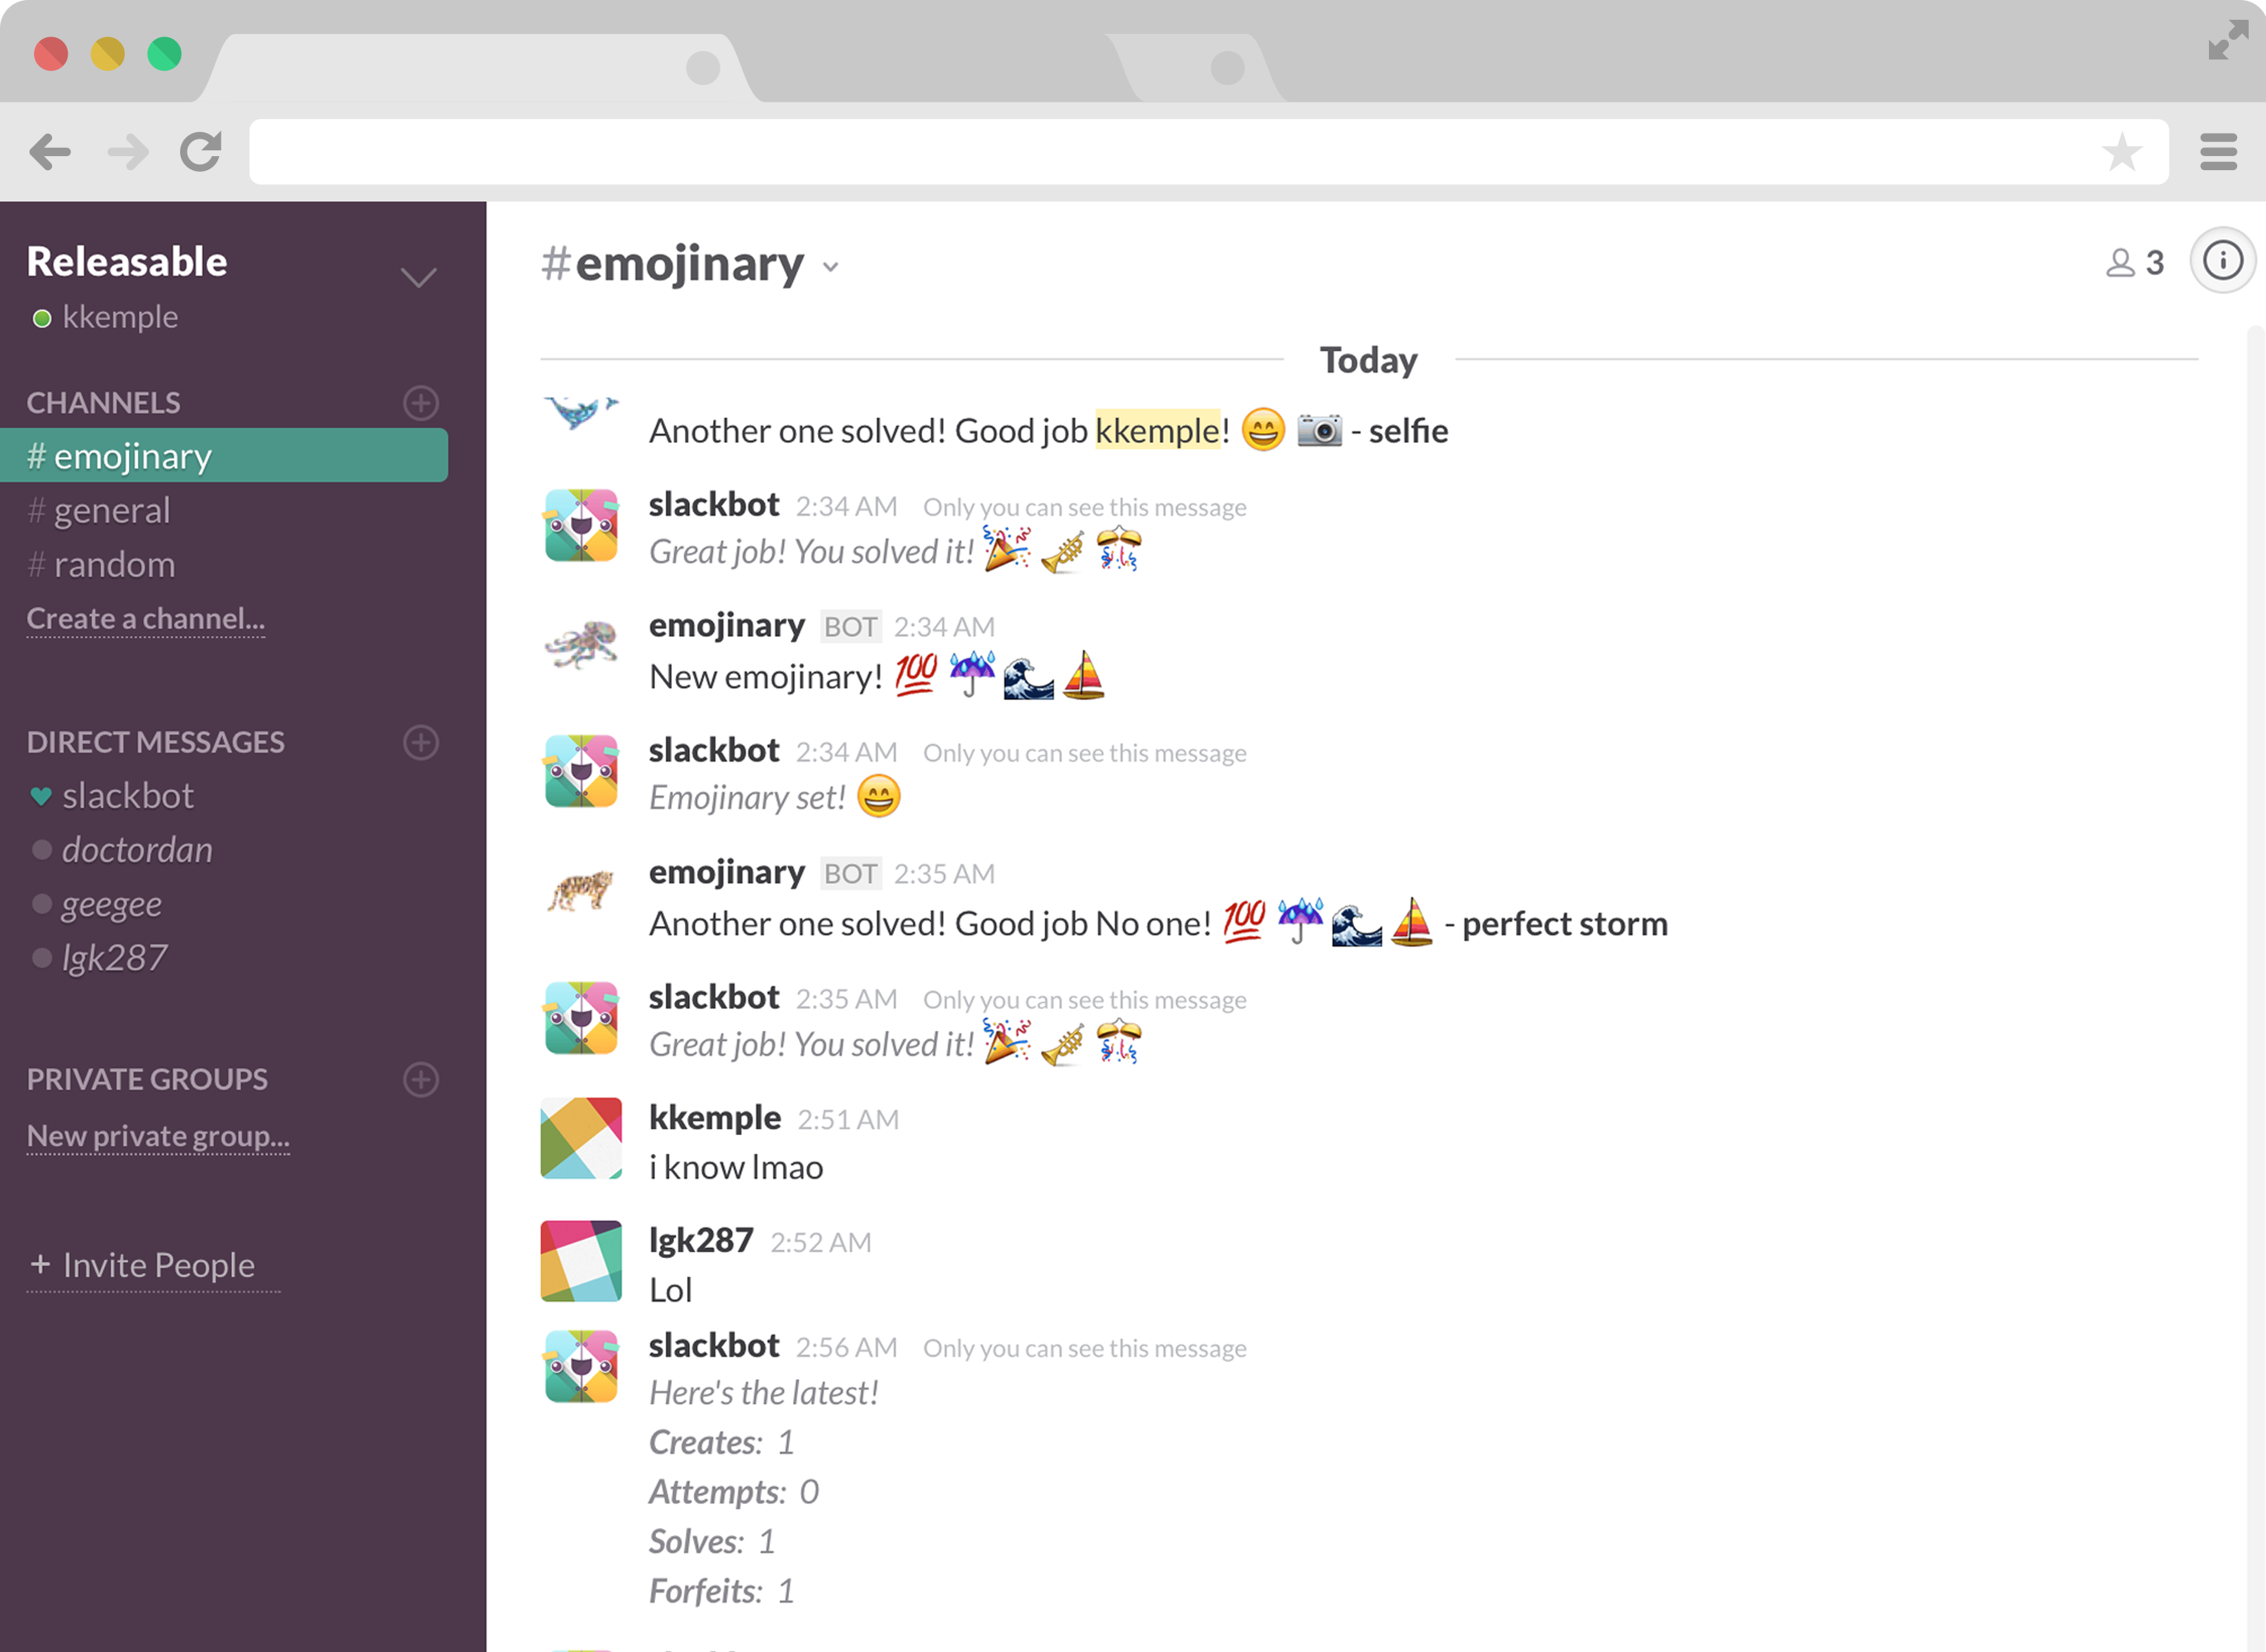 Releasable
kkemple
CHANNELS
# emojinary
# general
# random
Create a channel...
DIRECT MESSAGES
slackbot
doctordan
geegee
lgk287
PRIVATE GROUPS
New private group...
+ Invite People
#emojinary
3
Today
Another one solved! Good job kkemple! 😄 📷 - selfie
slackbot 2:34 AM Only you can see this message
Great job! You solved it! 🎉 🎺 🎊
emojinary BOT 2:34 AM
New emojinary! 💯 ☔ 🌊 ⛵
slackbot 2:34 AM Only you can see this message
Emojinary set! 😄
emojinary BOT 2:35 AM
Another one solved! Good job No one! 💯 ☔ 🌊 ⛵ - perfect storm
slackbot 2:35 AM Only you can see this message
Great job! You solved it! 🎉 🎺 🎊
kkemple 2:51 AM
i know lmao
lgk287 2:52 AM
Lol
slackbot 2:56 AM Only you can see this message
Here's the latest!
Creates: 1
Attempts: 0
Solves: 1
Forfeits: 1